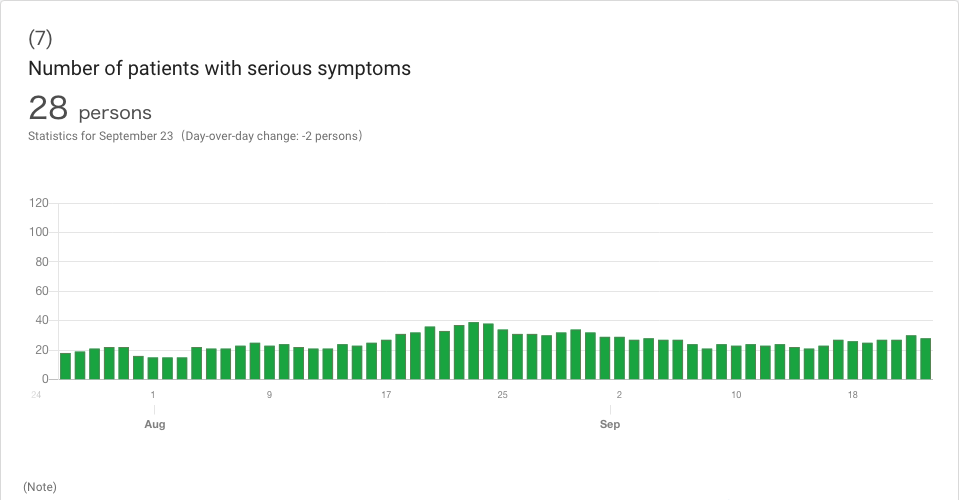 (7)
Number of patients with serious symptoms
28 persons
Statistics for September 23 (Day-over-day change: -2 persons)
120
100
80
60
40
20
0
24 1 9 17 25 2 10 18
Aug Sep
(Note)